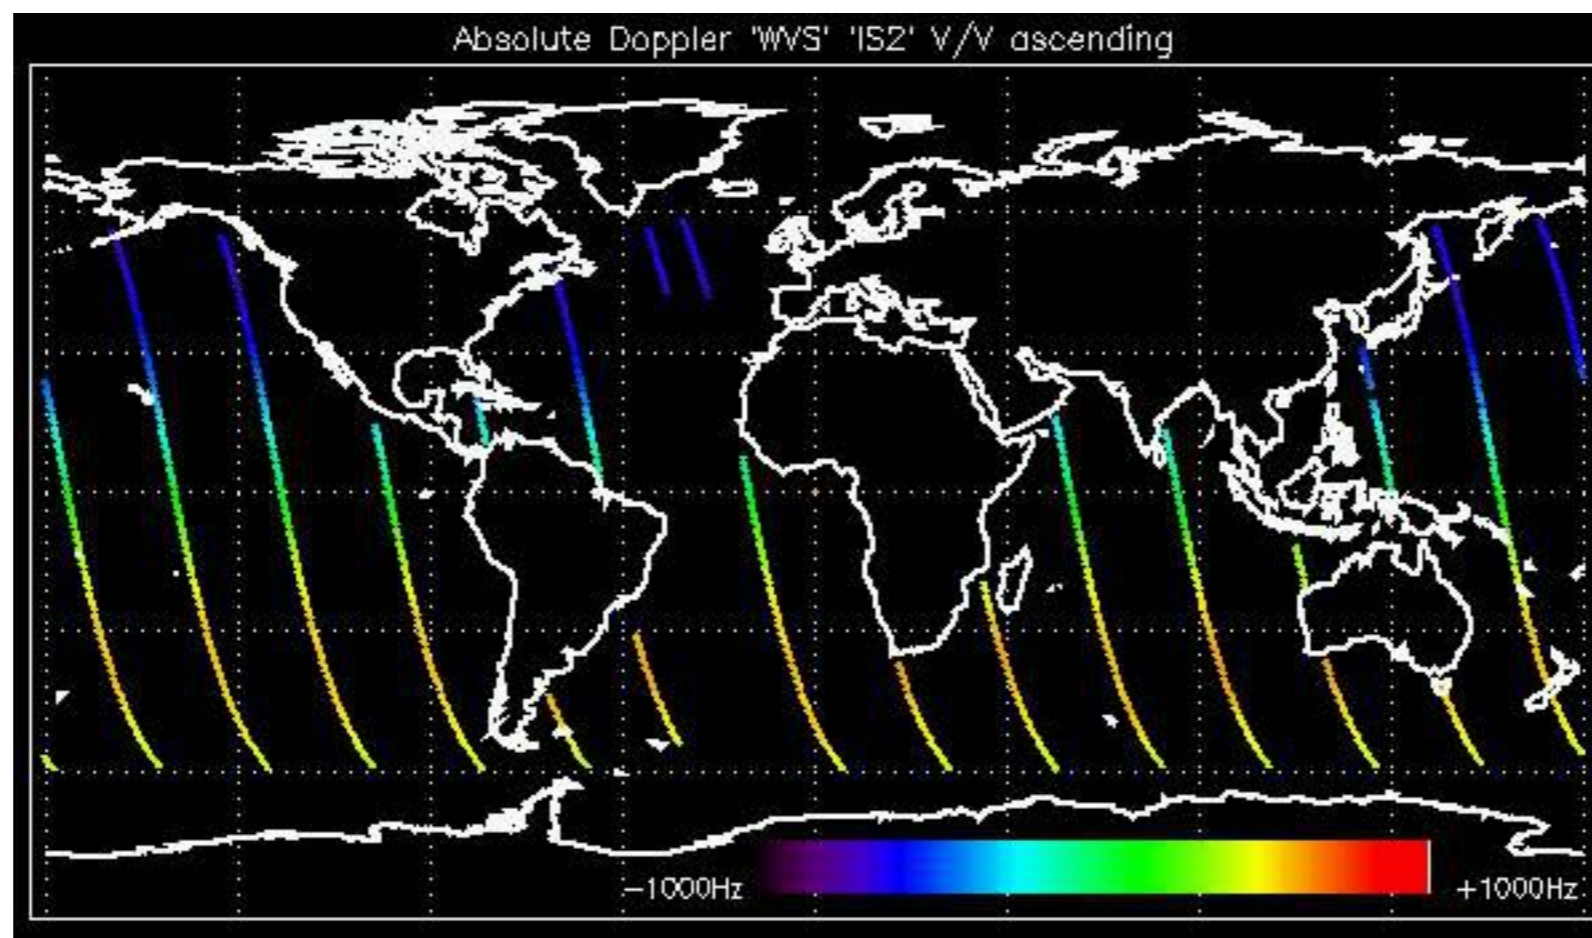 Absolute Doppler 'WVS' 'IS2' V/V ascending
−1000Hz +1000Hz